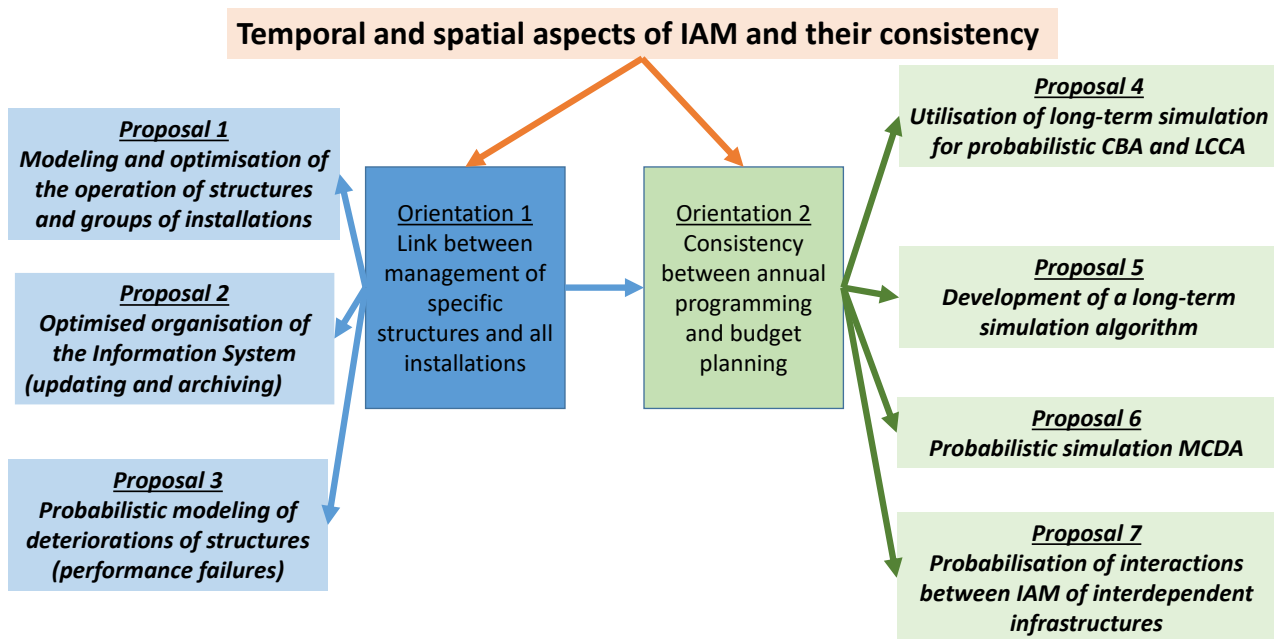 Temporal and spatial aspects of IAM and their consistency
Proposal 1
Modeling and optimisation of
the operation of structures
and groups of installations
Proposal 2
Optimised organisation of
the Information System
(updating and archiving)
Proposal 3
Probabilistic modeling of
deteriorations of structures
(performance failures)
Orientation 1
Link between
management of
specific
structures and all
installations
Orientation 2
Consistency
between annual
programming
and budget
planning
Proposal 4
Utilisation of long-term simulation
for probabilistic CBA and LCCA
Proposal 5
Development of a long-term
simulation algorithm
Proposal 6
Probabilistic simulation MCDA
Proposal 7
Probabilisation of interactions
between IAM of interdependent
infrastructures